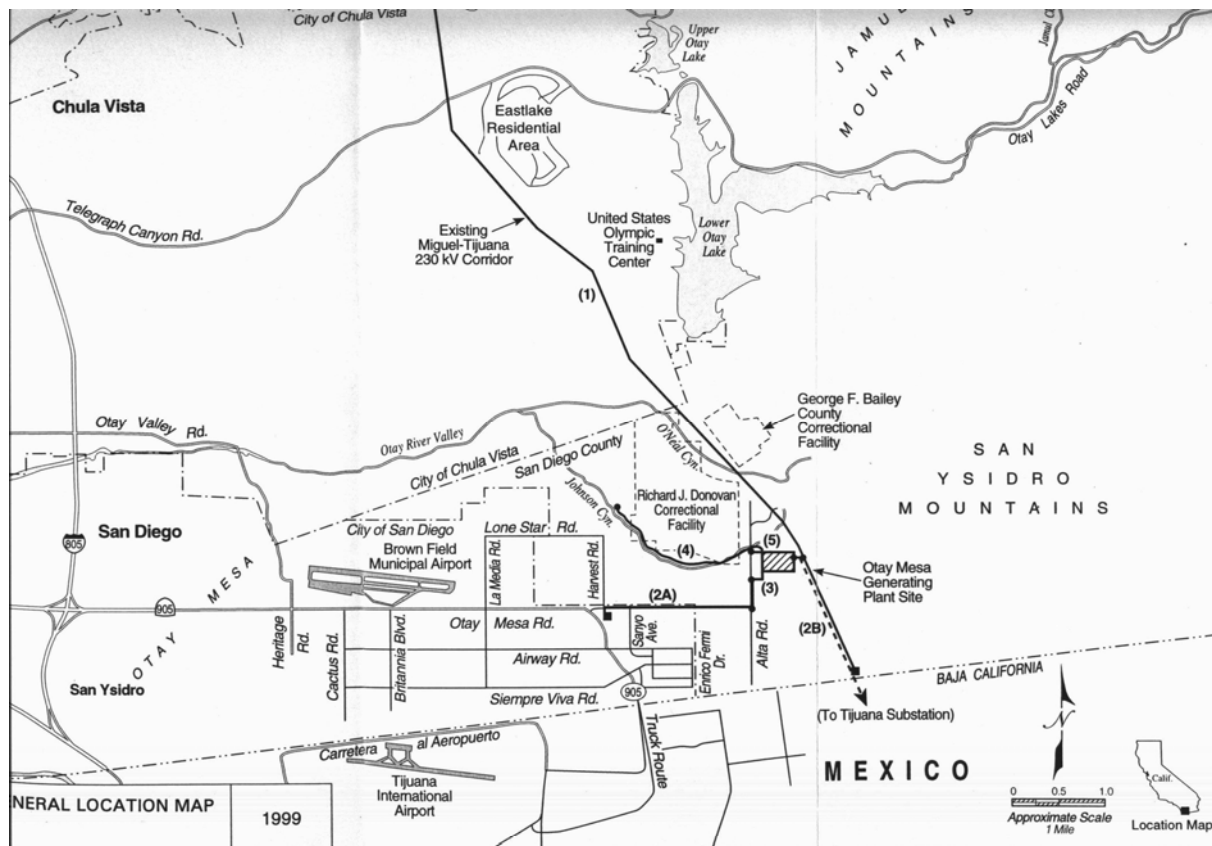 City of Chula Vista
Upper
Otay
Lake
Jamul C
JAMU
MOUNTAINS
Otay Lakes Road
Chula Vista
Eastlake
Residential
Area
Telegraph Canyon Rd.
Existing
Miguel-Tijuana
230 kV Corridor
United States
Olympic
Training
Center
Lower
Otay
Lake
(1)
George F. Bailey
County
Correctional
Facility
Otay Valley Rd.
Otay River Valley
City of Chula Vista
San Diego County
O'Neal Cyn.
SAN
YSIDRO
MOUNTAINS
Johnson Cyn.
Richard J. Donovan
Correctional
Facility
San Diego
805
City of San Diego
Lone Star Rd.
Brown Field
Municipal Airport
La Media Rd.
Harvest Rd.
(4)
(5)
(3)
Otay Mesa
Generating
Plant Site
OTAY MESA
905
(2A)
(2B)
Heritage
Rd.
Cactus Rd.
Britannia Blvd.
Otay Mesa Rd.
Sanyo
Ave.
Enrico Fermi
Dr.
Alta Rd.
Airway Rd.
San Ysidro
Siempre Viva Rd.
905
BAJA CALIFORNIA
(To Tijuana Substation)
Carretera al Aeropuerto
Truck Route
Tijuana
International
Airport
MEXICO
N
Calif.
0 0.5 1.0
Approximate Scale
1 Mile
Location Map
NERAL LOCATION MAP
1999